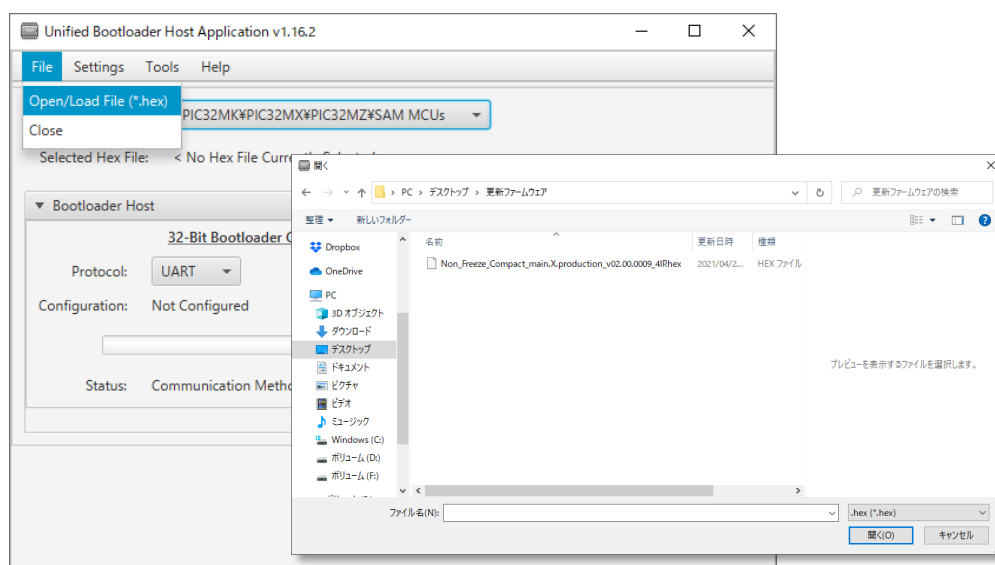 Unified Bootloader Host Application v1.16.2
File Settings Tools Help
Open/Load File (*.hex)
PIC32MK¥PIC32MX¥PIC32MZ¥SAM MCUs
Close
Selected Hex File: < No Hex File Curre
Bootloader Host
32-Bit Bootloader
Protocol: UART
Configuration: Not Configured
Status: Communication Metho
開く
PC › デスクトップ › 更新ファームウェア
更新ファームウェアの検索
整理 新しいフォルダー
名前 更新日時 種類
Non_Freeze_Compact_main.X.production_v02.00.0009_4IRhex 2021/04/2... HEX ファイル
Dropbox
OneDrive
PC
3D オブジェクト
ダウンロード
デスクトップ
ドキュメント
ピクチャ
ビデオ
ミュージック
Windows (C:)
ボリューム (D:)
ボリューム (F:)
プレビューを表示するファイルを選択します。
ファイル名(N): .hex (*.hex)
開く(O) キャンセル